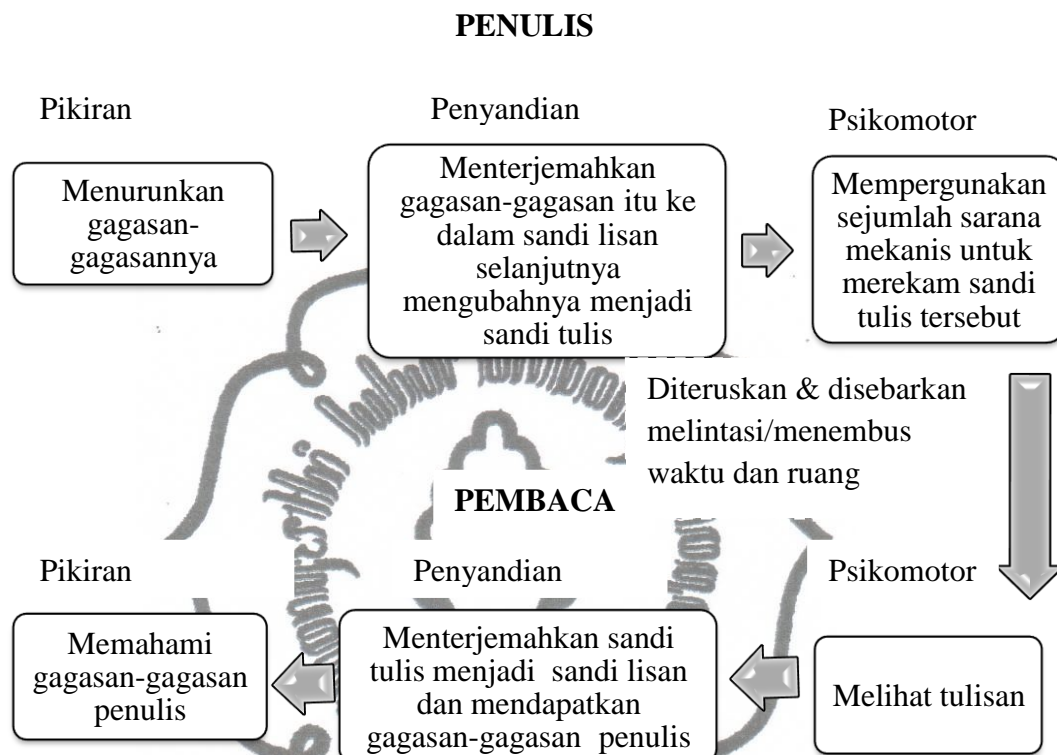 PENULIS
Pikiran
Penyandian
Psikomotor
Menurunkan
gagasan-
gagasannya
Menterjemahkan
gagasan-gagasan itu ke
dalam sandi lisan
selanjutnya
mengubahnya menjadi
sandi tulis
Mempergunakan
sejumlah sarana
mekanis untuk
merekam sandi
tulis tersebut
Diteruskan & disebarkan
melintasi/menembus
waktu dan ruang
PEMBACA
Pikiran
Penyandian
Psikomotor
Memahami
gagasan-gagasan
penulis
Menterjemahkan sandi
tulis menjadi sandi lisan
dan mendapatkan
gagasan-gagasan penulis
Melihat tulisan